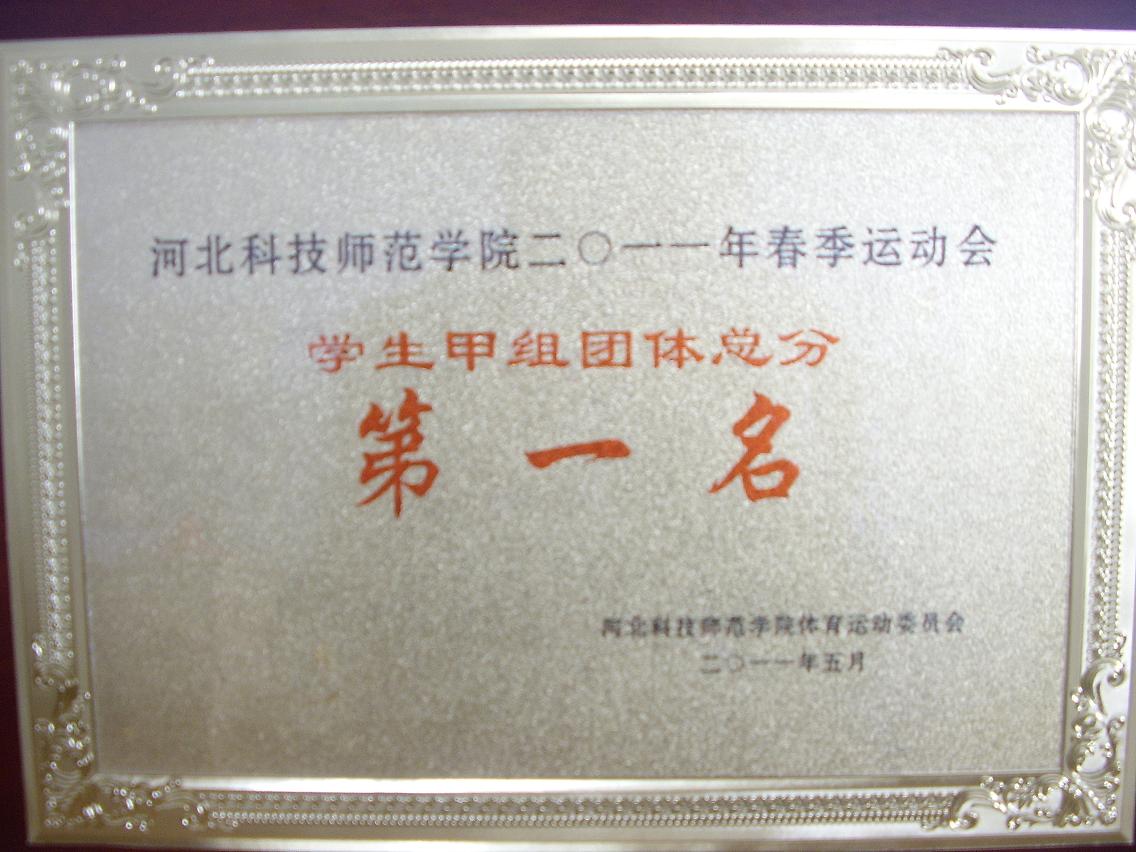 河北科技师范学院二〇一一年春季运动会
学生甲组团体总分
第一名
河北科技师范学院体育运动委员会
二〇一一年五月